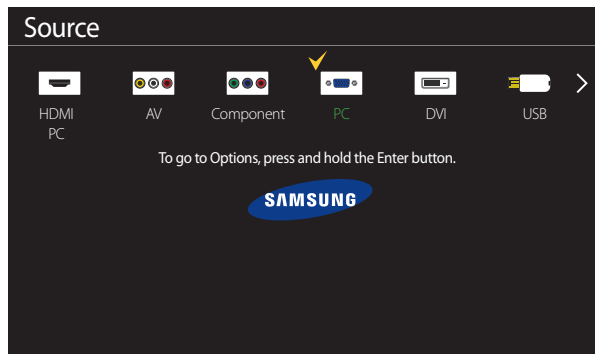 Source
HDMI AV Component PC DVI USB
PC
To go to Options, press and hold the Enter button.
SAMSUNG